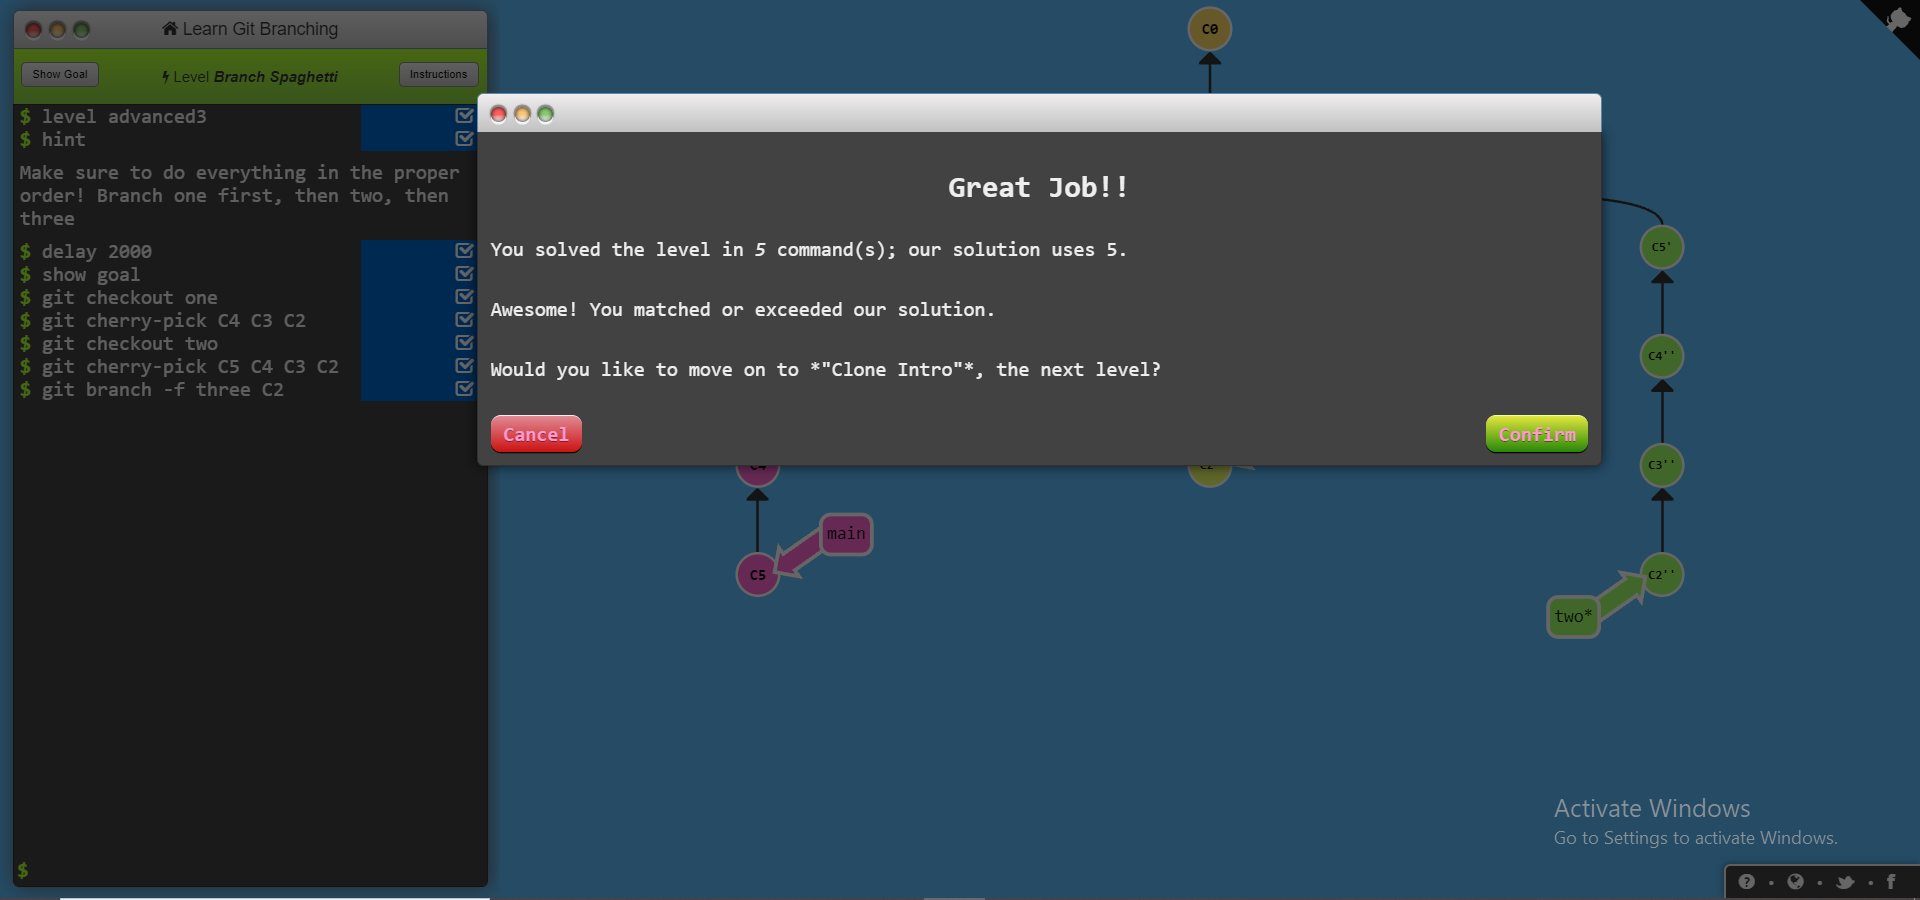 Learn Git Branching
Show Goal
Level Branch Spaghetti
Instructions
$ level advanced3
$ hint
Make sure to do everything in the proper
order! Branch one first, then two, then
three
$ delay 2000
$ show goal
$ git checkout one
$ git cherry-pick C4 C3 C2
$ git checkout two
$ git cherry-pick C5 C4 C3 C2
$ git branch -f three C2
$
C0
Great Job!!
You solved the level in 5 command(s); our solution uses 5.
Awesome! You matched or exceeded our solution.
Would you like to move on to *"Clone Intro"*, the next level?
Cancel
Confirm
C5'
C4''
C3''
C2''
two*
main
C5
Activate Windows
Go to Settings to activate Windows.